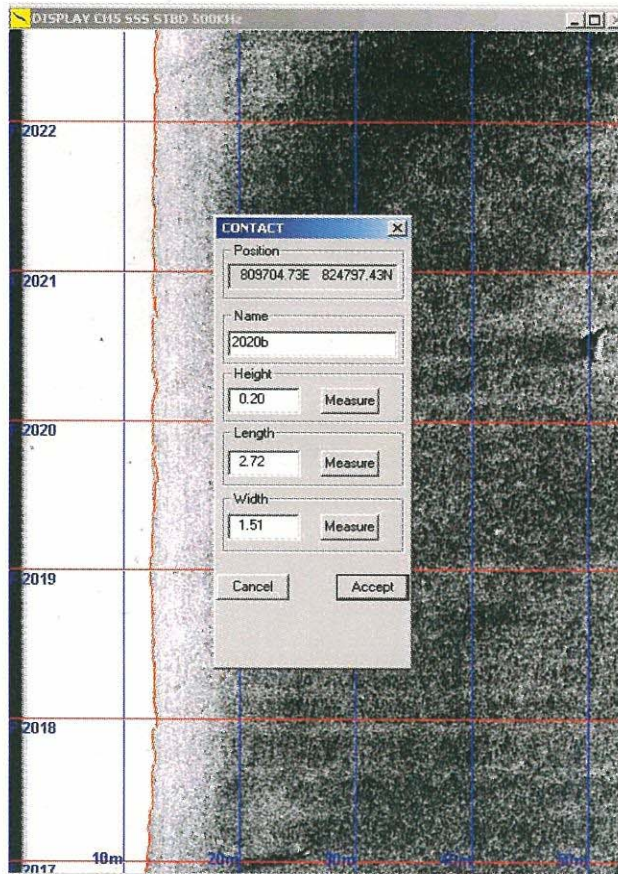 DISPLAY CH5 SSS STBD 500KHz
2022
CONTACT
Position
809704.73E 824797.43N
2021
Name
2020b
Height
0.20 Measure
2020
Length
2.72 Measure
Width
1.51 Measure
2019
Cancel Accept
2018
10m 20m 30m 40m 50m
2017